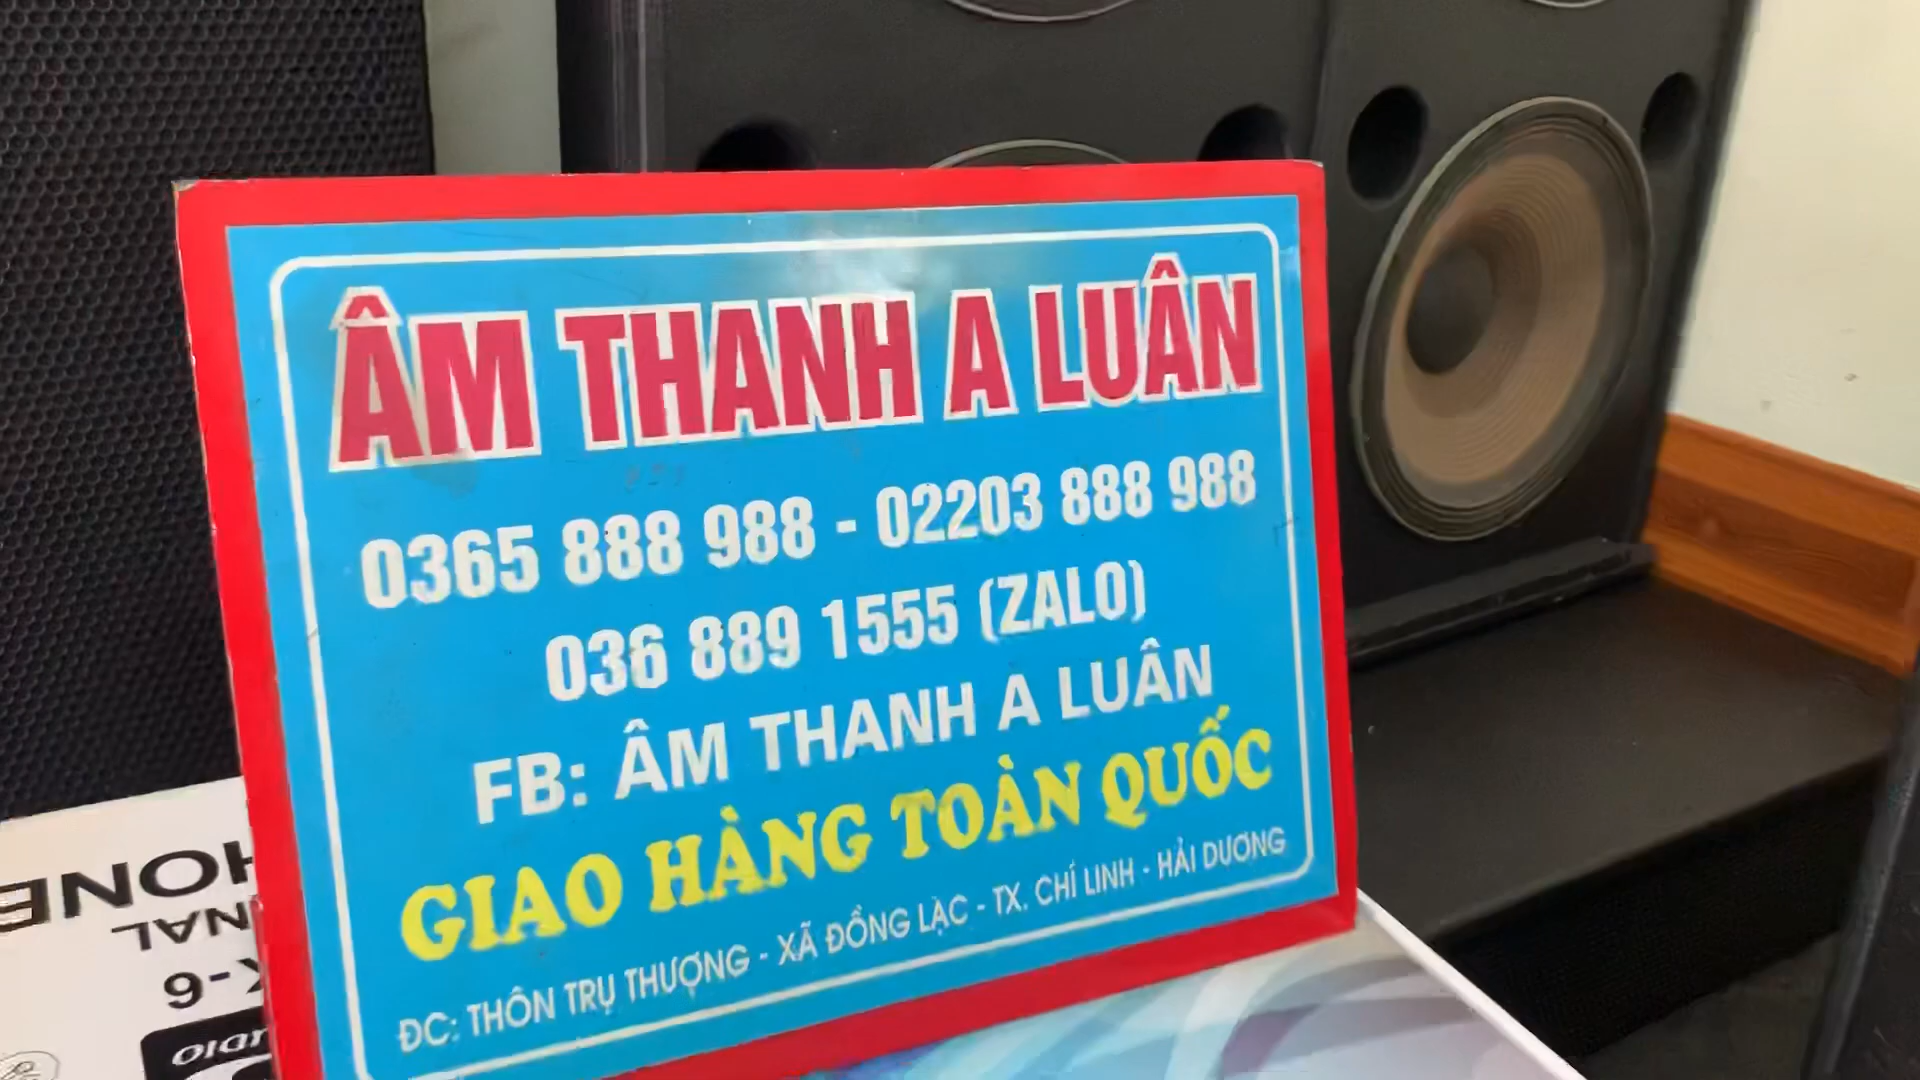 ÂM THANH A LUÂN
0365 888 988 - 02203 888 988
036 889 1555 (ZALO)
FB: ÂM THANH A LUÂN
GIAO HÀNG TOÀN QUỐC
ĐC: THÔN TRỤ THƯỢNG - XÃ ĐỒNG LẠC - TX. CHÍ LINH - HẢI DƯƠNG